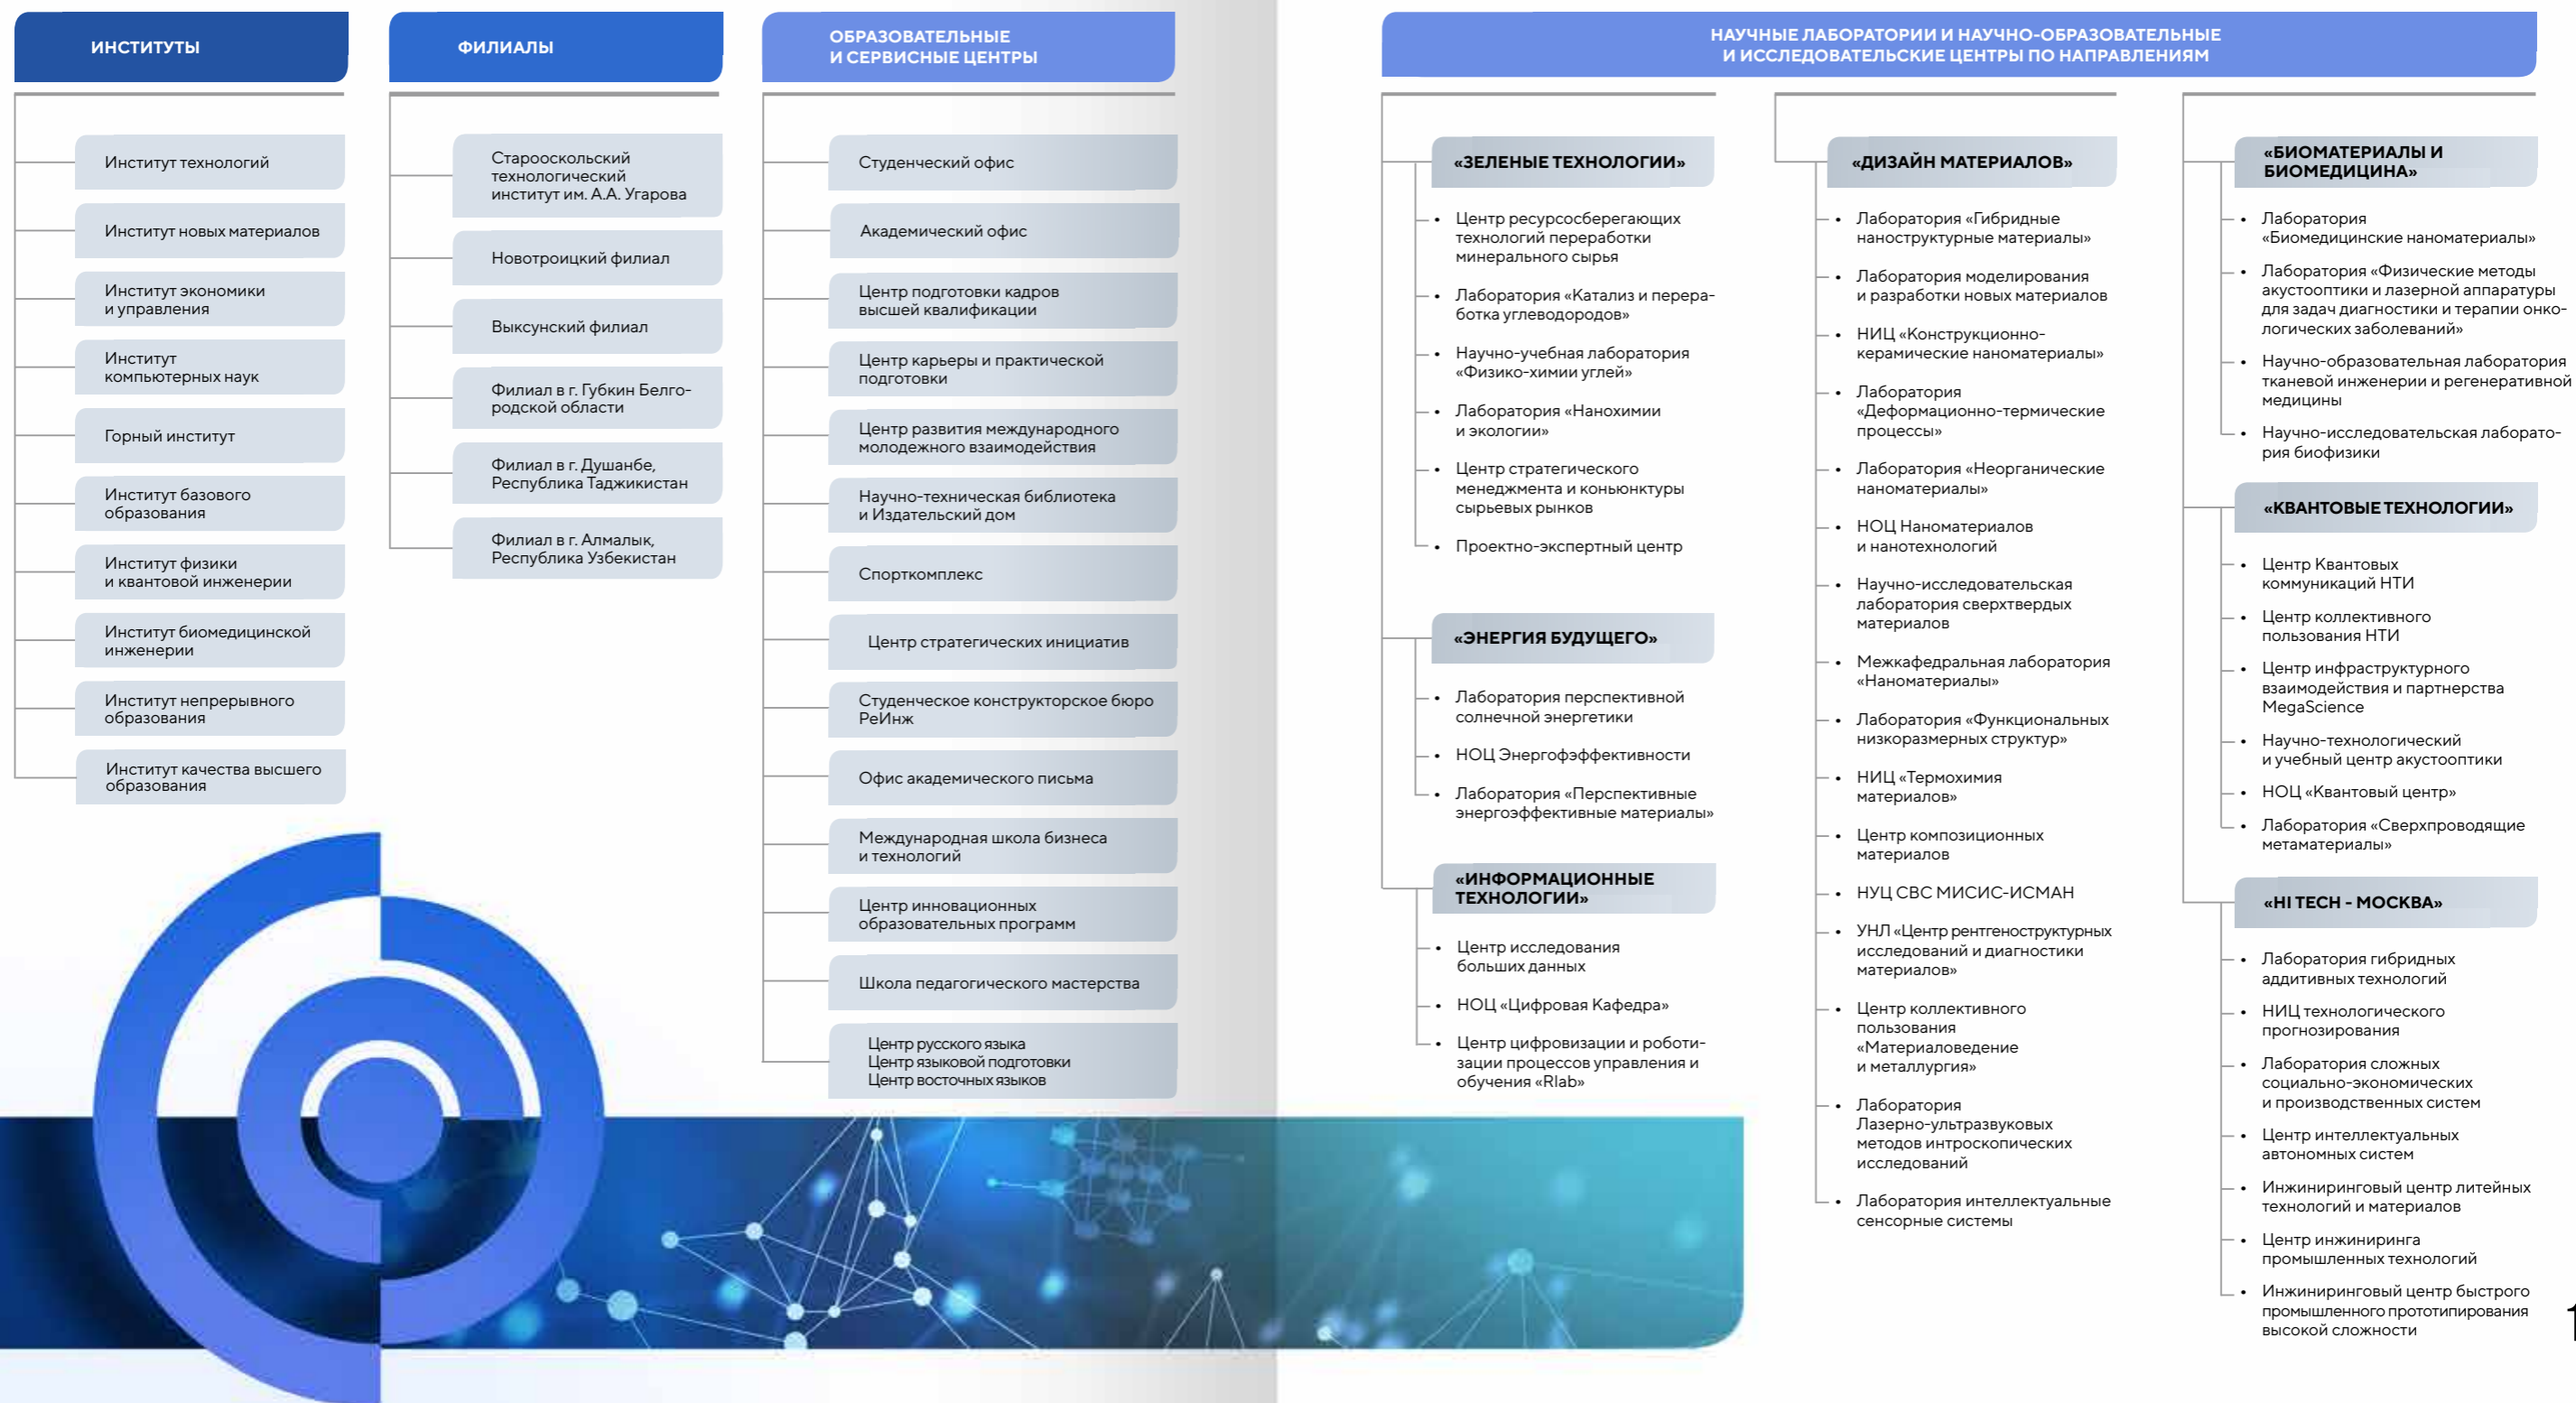 ИНСТИТУТЫ
Институт технологий
Институт новых материалов
Институт экономики
и управления
Институт
компьютерных наук
Горный институт
Институт базового
образования
Институт физики
и квантовой инженерии
Институт биомедицинской
инженерии
Институт непрерывного
образования
Институт качества высшего
образования
ФИЛИАЛЫ
Старооскольский
технологический
институт им. А.А. Угарова
Новотроицкий филиал
Выксунский филиал
Филиал в г. Губкин Белго-
родской области
Филиал в г. Душанбе,
Республика Таджикистан
Филиал в г. Алмалык,
Республика Узбекистан
ОБРАЗОВАТЕЛЬНЫЕ
И СЕРВИСНЫЕ ЦЕНТРЫ
Студенческий офис
Академический офис
Центр подготовки кадров
высшей квалификации
Центр карьеры и практической
подготовки
Центр развития международного
молодежного взаимодействия
Научно-техническая библиотека
и Издательский дом
Спорткомплекс
Центр стратегических инициатив
Студенческое конструкторское бюро
РеИнж
Офис академического письма
Международная школа бизнеса
и технологий
Центр инновационных
образовательных программ
Школа педагогического мастерства
Центр русского языка
Центр языковой подготовки
Центр восточных языков
НАУЧНЫЕ ЛАБОРАТОРИИ И НАУЧНО-ОБРАЗОВАТЕЛЬНЫЕ
И ИССЛЕДОВАТЕЛЬСКИЕ ЦЕНТРЫ ПО НАПРАВЛЕНИЯМ
«ЗЕЛЕНЫЕ ТЕХНОЛОГИИ»
• Центр ресурсосберегающих
технологий переработки
минерального сырья
• Лаборатория «Катализ и перера-
ботка углеводородов»
• Научно-учебная лаборатория
«Физико-химии углей»
• Лаборатория «Нанохимии
и экологии»
• Центр стратегического
менеджмента и коньюнктуры
сырьевых рынков
• Проектно-экспертный центр
«ЭНЕРГИЯ БУДУЩЕГО»
• Лаборатория перспективной
солнечной энергетики
• НОЦ Энергофэффективности
• Лаборатория «Перспективные
энергоэффективные материалы»
«ИНФОРМАЦИОННЫЕ
ТЕХНОЛОГИИ»
• Центр исследования
больших данных
• НОЦ «Цифровая Кафедра»
• Центр цифровизации и роботи-
зации процессов управления и
обучения «Rlab»
«ДИЗАЙН МАТЕРИАЛОВ»
• Лаборатория «Гибридные
наноструктурные материалы»
• Лаборатория моделирования
и разработки новых материалов
• НИЦ «Конструкционно-
керамические наноматериалы»
• Лаборатория
«Деформационно-термические
процессы»
• Лаборатория «Неорганические
наноматериалы»
• НОЦ Наноматериалов
и нанотехнологий
• Научно-исследовательская
лаборатория сверхтвердых
материалов
• Межкафедральная лаборатория
«Наноматериалы»
• Лаборатория «Функциональных
низкоразмерных структур»
• НИЦ «Термохимия
материалов»
• Центр композиционных
материалов
• НУЦ СВС МИСИС-ИСМАН
• УНЛ «Центр рентгеноструктурных
исследований и диагностики
материалов»
• Центр коллективного
пользования
«Материаловедение
и металлургия»
• Лаборатория
Лазерно-ультразвуковых
методов интроскопических
исследований
• Лаборатория интеллектуальные
сенсорные системы
«БИОМАТЕРИАЛЫ И
БИОМЕДИЦИНА»
• Лаборатория
«Биомедицинские наноматериалы»
• Лаборатория «Физические методы
акустооптики и лазерной аппаратуры
для задач диагностики и терапии онко-
логических заболеваний»
• Научно-образовательная лаборатория
тканевой инженерии и регенеративной
медицины
• Научно-исследовательская лаборато-
рия биофизики
«КВАНТОВЫЕ ТЕХНОЛОГИИ»
• Центр Квантовых
коммуникаций НТИ
• Центр коллективного
пользования НТИ
• Центр инфраструктурного
взаимодействия и партнерства
MegaScience
• Научно-технологический
и учебный центр акустооптики
• НОЦ «Квантовый центр»
• Лаборатория «Сверхпроводящие
метаматериалы»
«HI TECH - МОСКВА»
• Лаборатория гибридных
аддитивных технологий
• НИЦ технологического
прогнозирования
• Лаборатория сложных
социально-экономических
и производственных систем
• Центр интеллектуальных
автономных систем
• Инжиниринговый центр литейных
технологий и материалов
• Центр инжиниринга
промышленных технологий
• Инжиниринговый центр быстрого
промышленного прототипирования
высокой сложности